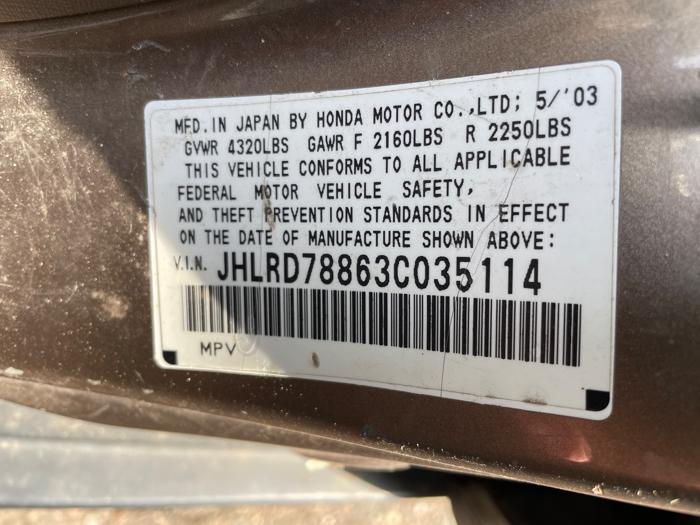 MFD.IN JAPAN BY HONDA MOTOR CO.,LTD; 5/'03
GVWR 4320LBS GAWR F 2160LBS R 2250LBS
THIS VEHICLE CONFORMS TO ALL APPLICABLE
FEDERAL MOTOR VEHICLE SAFETY,
AND THEFT PREVENTION STANDARDS IN EFFECT
ON THE DATE OF MANUFACTURE SHOWN ABOVE:
V.I.N. JHLRD78863C035114
MPV